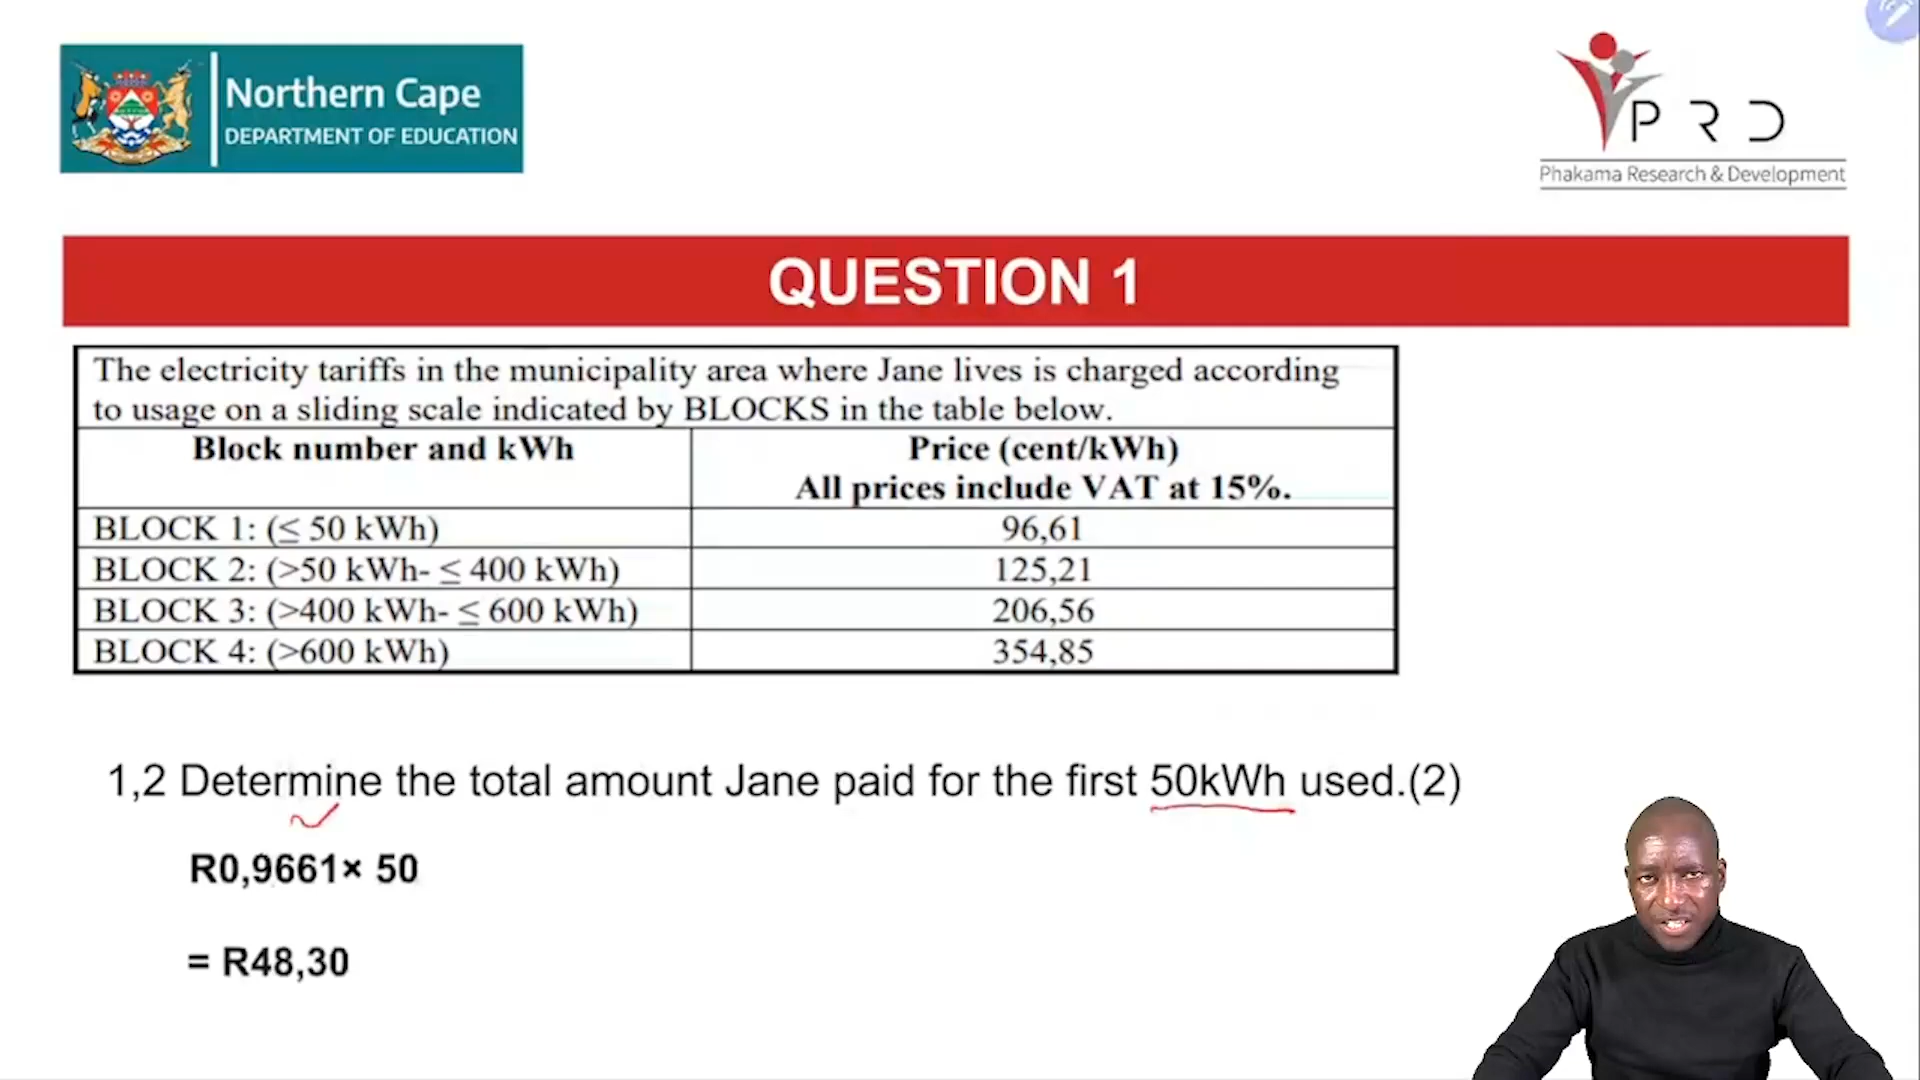 Northern Cape
DEPARTMENT OF EDUCATION
PRD
Phakama Research & Development
QUESTION 1
The electricity tariffs in the municipality area where Jane lives is charged according
to usage on a sliding scale indicated by BLOCKS in the table below.
Block number and kWh
Price (cent/kWh)
All prices include VAT at 15%.
BLOCK 1: (≤ 50 kWh) 96,61
BLOCK 2: (>50 kWh- ≤ 400 kWh) 125,21
BLOCK 3: (>400 kWh- ≤ 600 kWh) 206,56
BLOCK 4: (>600 kWh) 354,85
1,2 Determine the total amount Jane paid for the first 50kWh used.(2)
R0,9661× 50
= R48,30